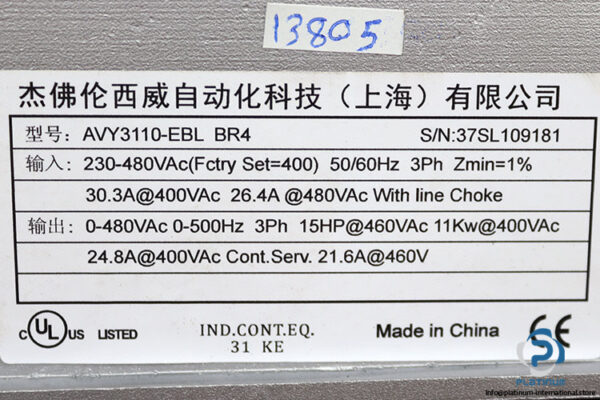 13805
杰佛伦西威自动化科技（上海）有限公司
型号: AVY3110-EBL BR4 S/N:37SL109181
输入: 230-480VAc(Fctry Set=400) 50/60Hz 3Ph Zmin=1%
30.3A@400VAc 26.4A @480VAc With line Choke
输出: 0-480VAc 0-500Hz 3Ph 15HP@460VAc 11Kw@400VAc
24.8A@400VAc Cont.Serv. 21.6A@460V
c UL US LISTED IND.CONT.EQ. Made in China CE
31 KE
PLATINUM
info@platinum-international.store